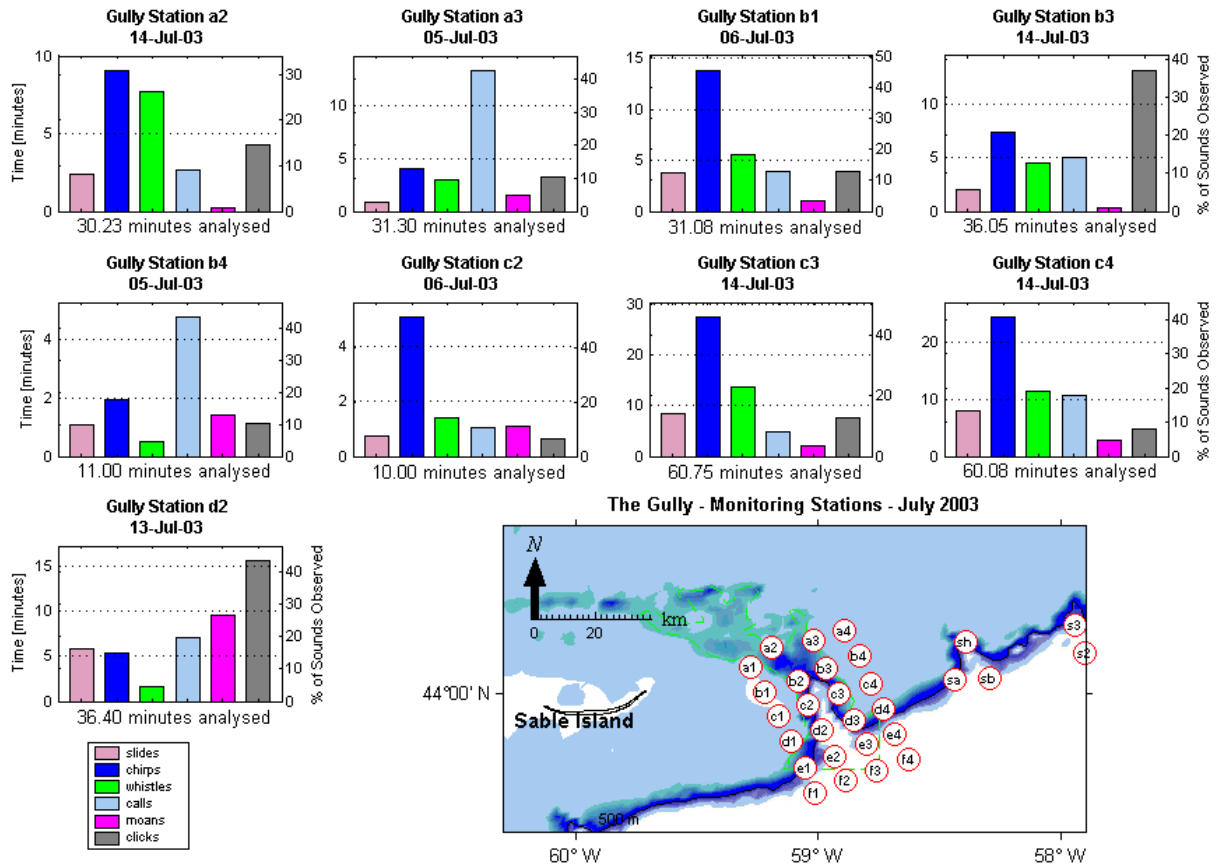 Gully Station a2
14-Jul-03
Gully Station a3
05-Jul-03
Gully Station b1
06-Jul-03
Gully Station b3
14-Jul-03
Time [minutes]
10
5
0
30
20
10
0
30.23 minutes analysed
10
5
0
40
30
20
10
0
31.30 minutes analysed
15
10
5
0
50
40
30
20
10
0
31.08 minutes analysed
10
5
0
40
30
20
10
0
36.05 minutes analysed
% of Sounds Observed
Gully Station b4
05-Jul-03
Gully Station c2
06-Jul-03
Gully Station c3
14-Jul-03
Gully Station c4
14-Jul-03
Time [minutes]
4
2
0
40
30
20
10
0
11.00 minutes analysed
4
2
0
40
20
0
10.00 minutes analysed
30
20
10
0
40
20
0
60.75 minutes analysed
20
10
0
40
30
20
10
0
60.08 minutes analysed
% of Sounds Observed
Gully Station d2
13-Jul-03
Time [minutes]
15
10
5
0
40
30
20
10
0
% of Sounds Observed
36.40 minutes analysed
slides
chirps
whistles
calls
moans
clicks
The Gully - Monitoring Stations - July 2003
N
km
0
20
44°00' N
Sable Island
500 m
a1
a2
a3
a4
b1
b2
b3
b4
c1
c2
c3
c4
d1
d2
d3
d4
e1
e2
e3
e4
f1
f2
f3
f4
sa
sh
sb
s3
s2
60° W
59° W
58° W